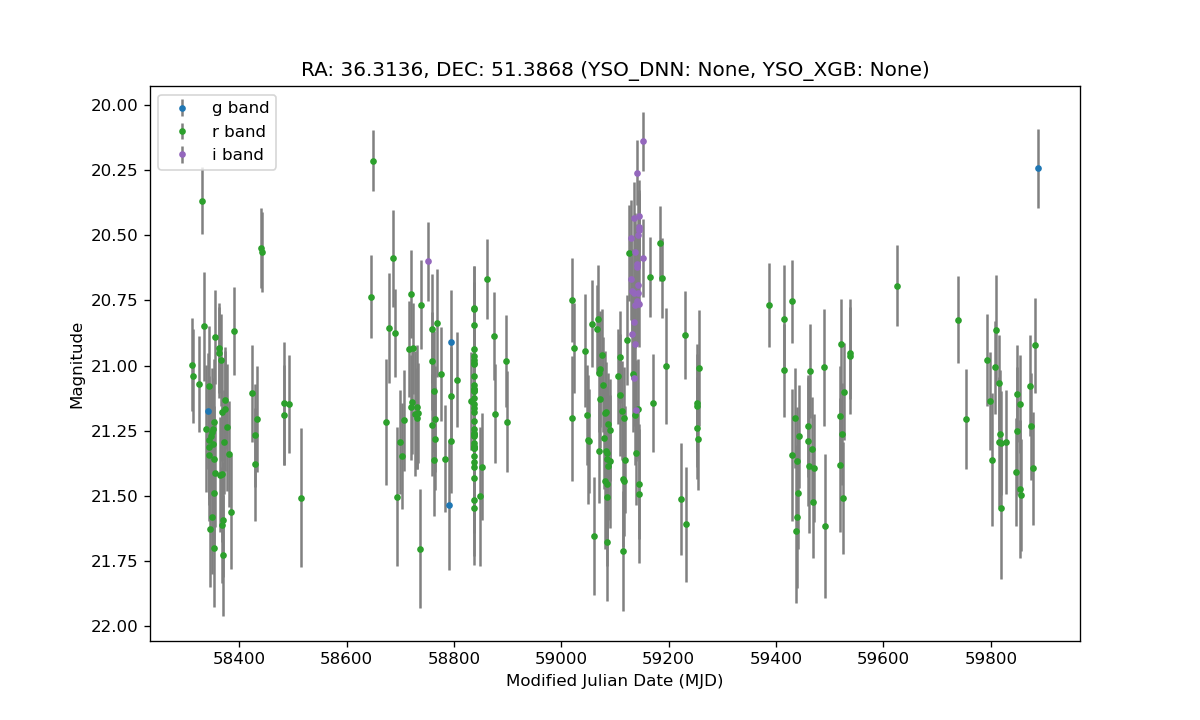 RA: 36.3136, DEC: 51.3868 (YSO_DNN: None, YSO_XGB: None)
g band
r band
i band
20.00
20.25
20.50
20.75
21.00
21.25
21.50
21.75
22.00
Magnitude
58400 58600 58800 59000 59200 59400 59600 59800
Modified Julian Date (MJD)